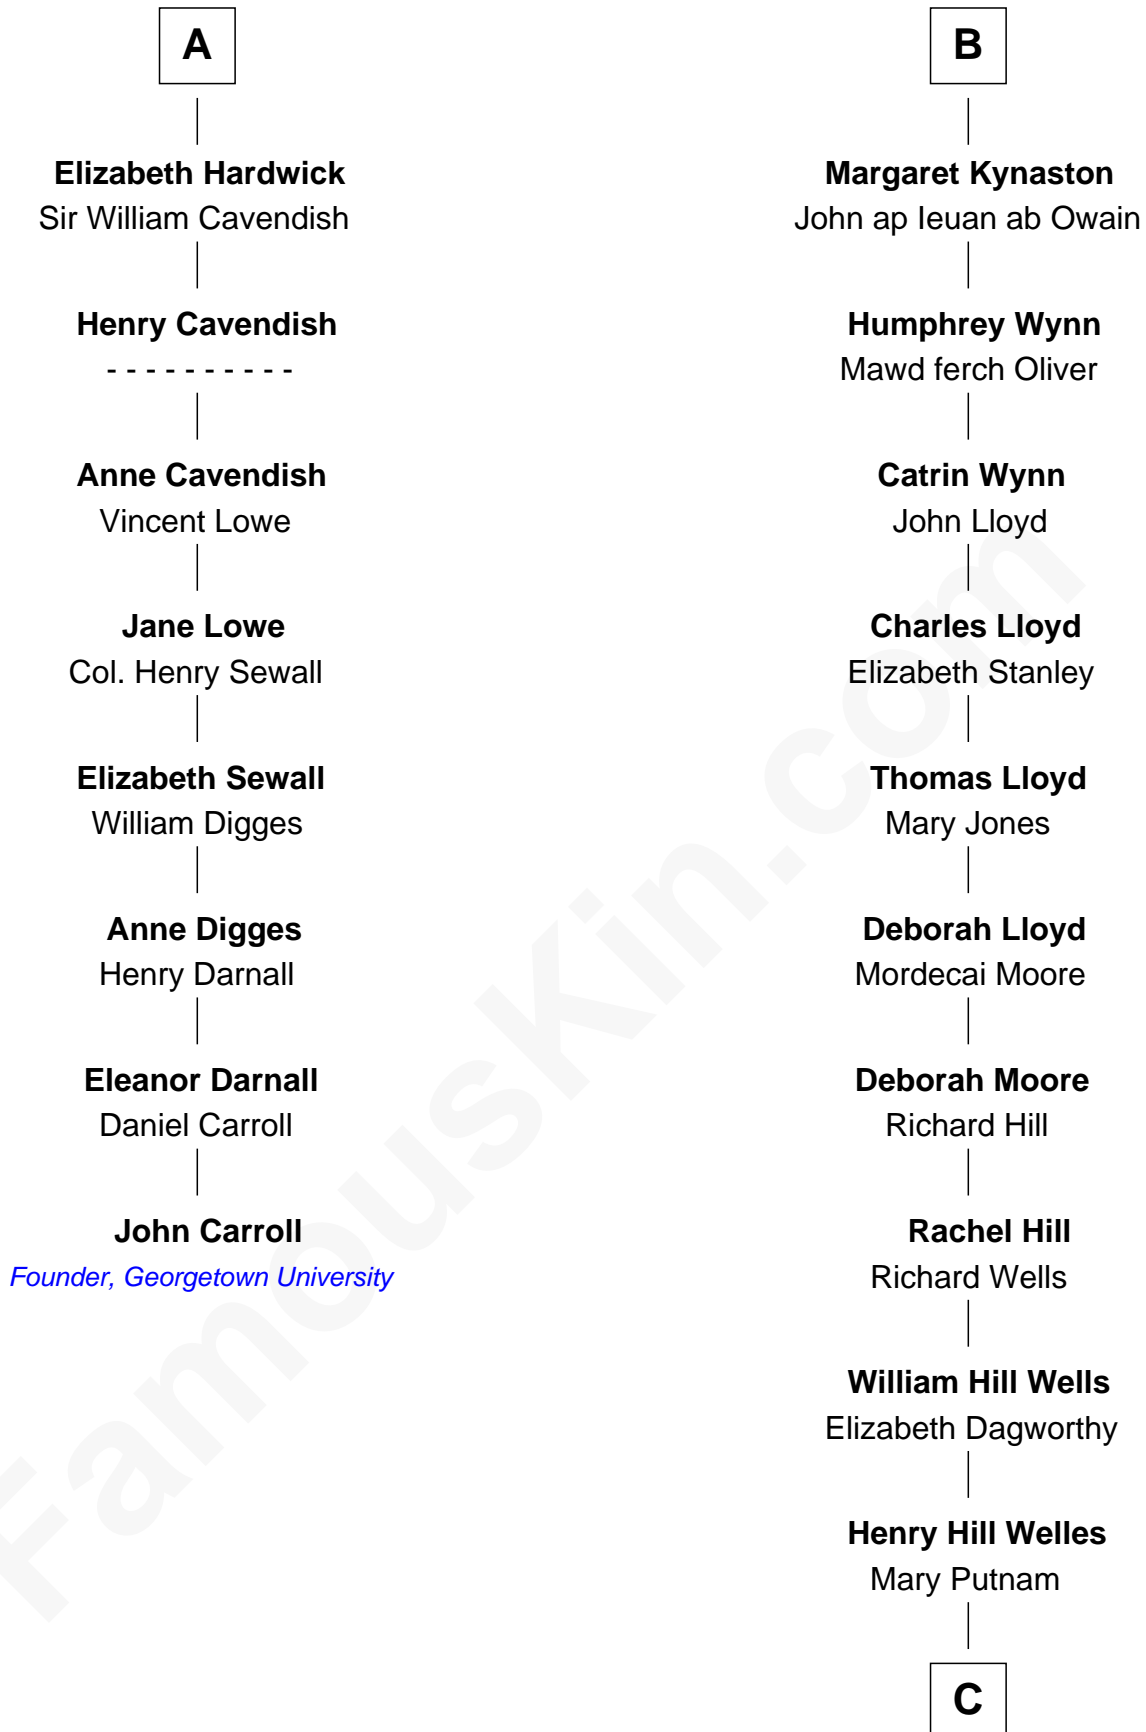 A
Elizabeth Hardwick
Sir William Cavendish
Henry Cavendish
- - - - - - - - - -
Anne Cavendish
Vincent Lowe
Jane Lowe
Col. Henry Sewall
Elizabeth Sewall
William Digges
Anne Digges
Henry Darnall
Eleanor Darnall
Daniel Carroll
John Carroll
Founder, Georgetown University
B
Margaret Kynaston
John ap Ieuan ab Owain
Humphrey Wynn
Mawd ferch Oliver
Catrin Wynn
John Lloyd
Charles Lloyd
Elizabeth Stanley
Thomas Lloyd
Mary Jones
Deborah Lloyd
Mordecai Moore
Deborah Moore
Richard Hill
Rachel Hill
Richard Wells
William Hill Wells
Elizabeth Dagworthy
Henry Hill Welles
Mary Putnam
C
FamousKin.com